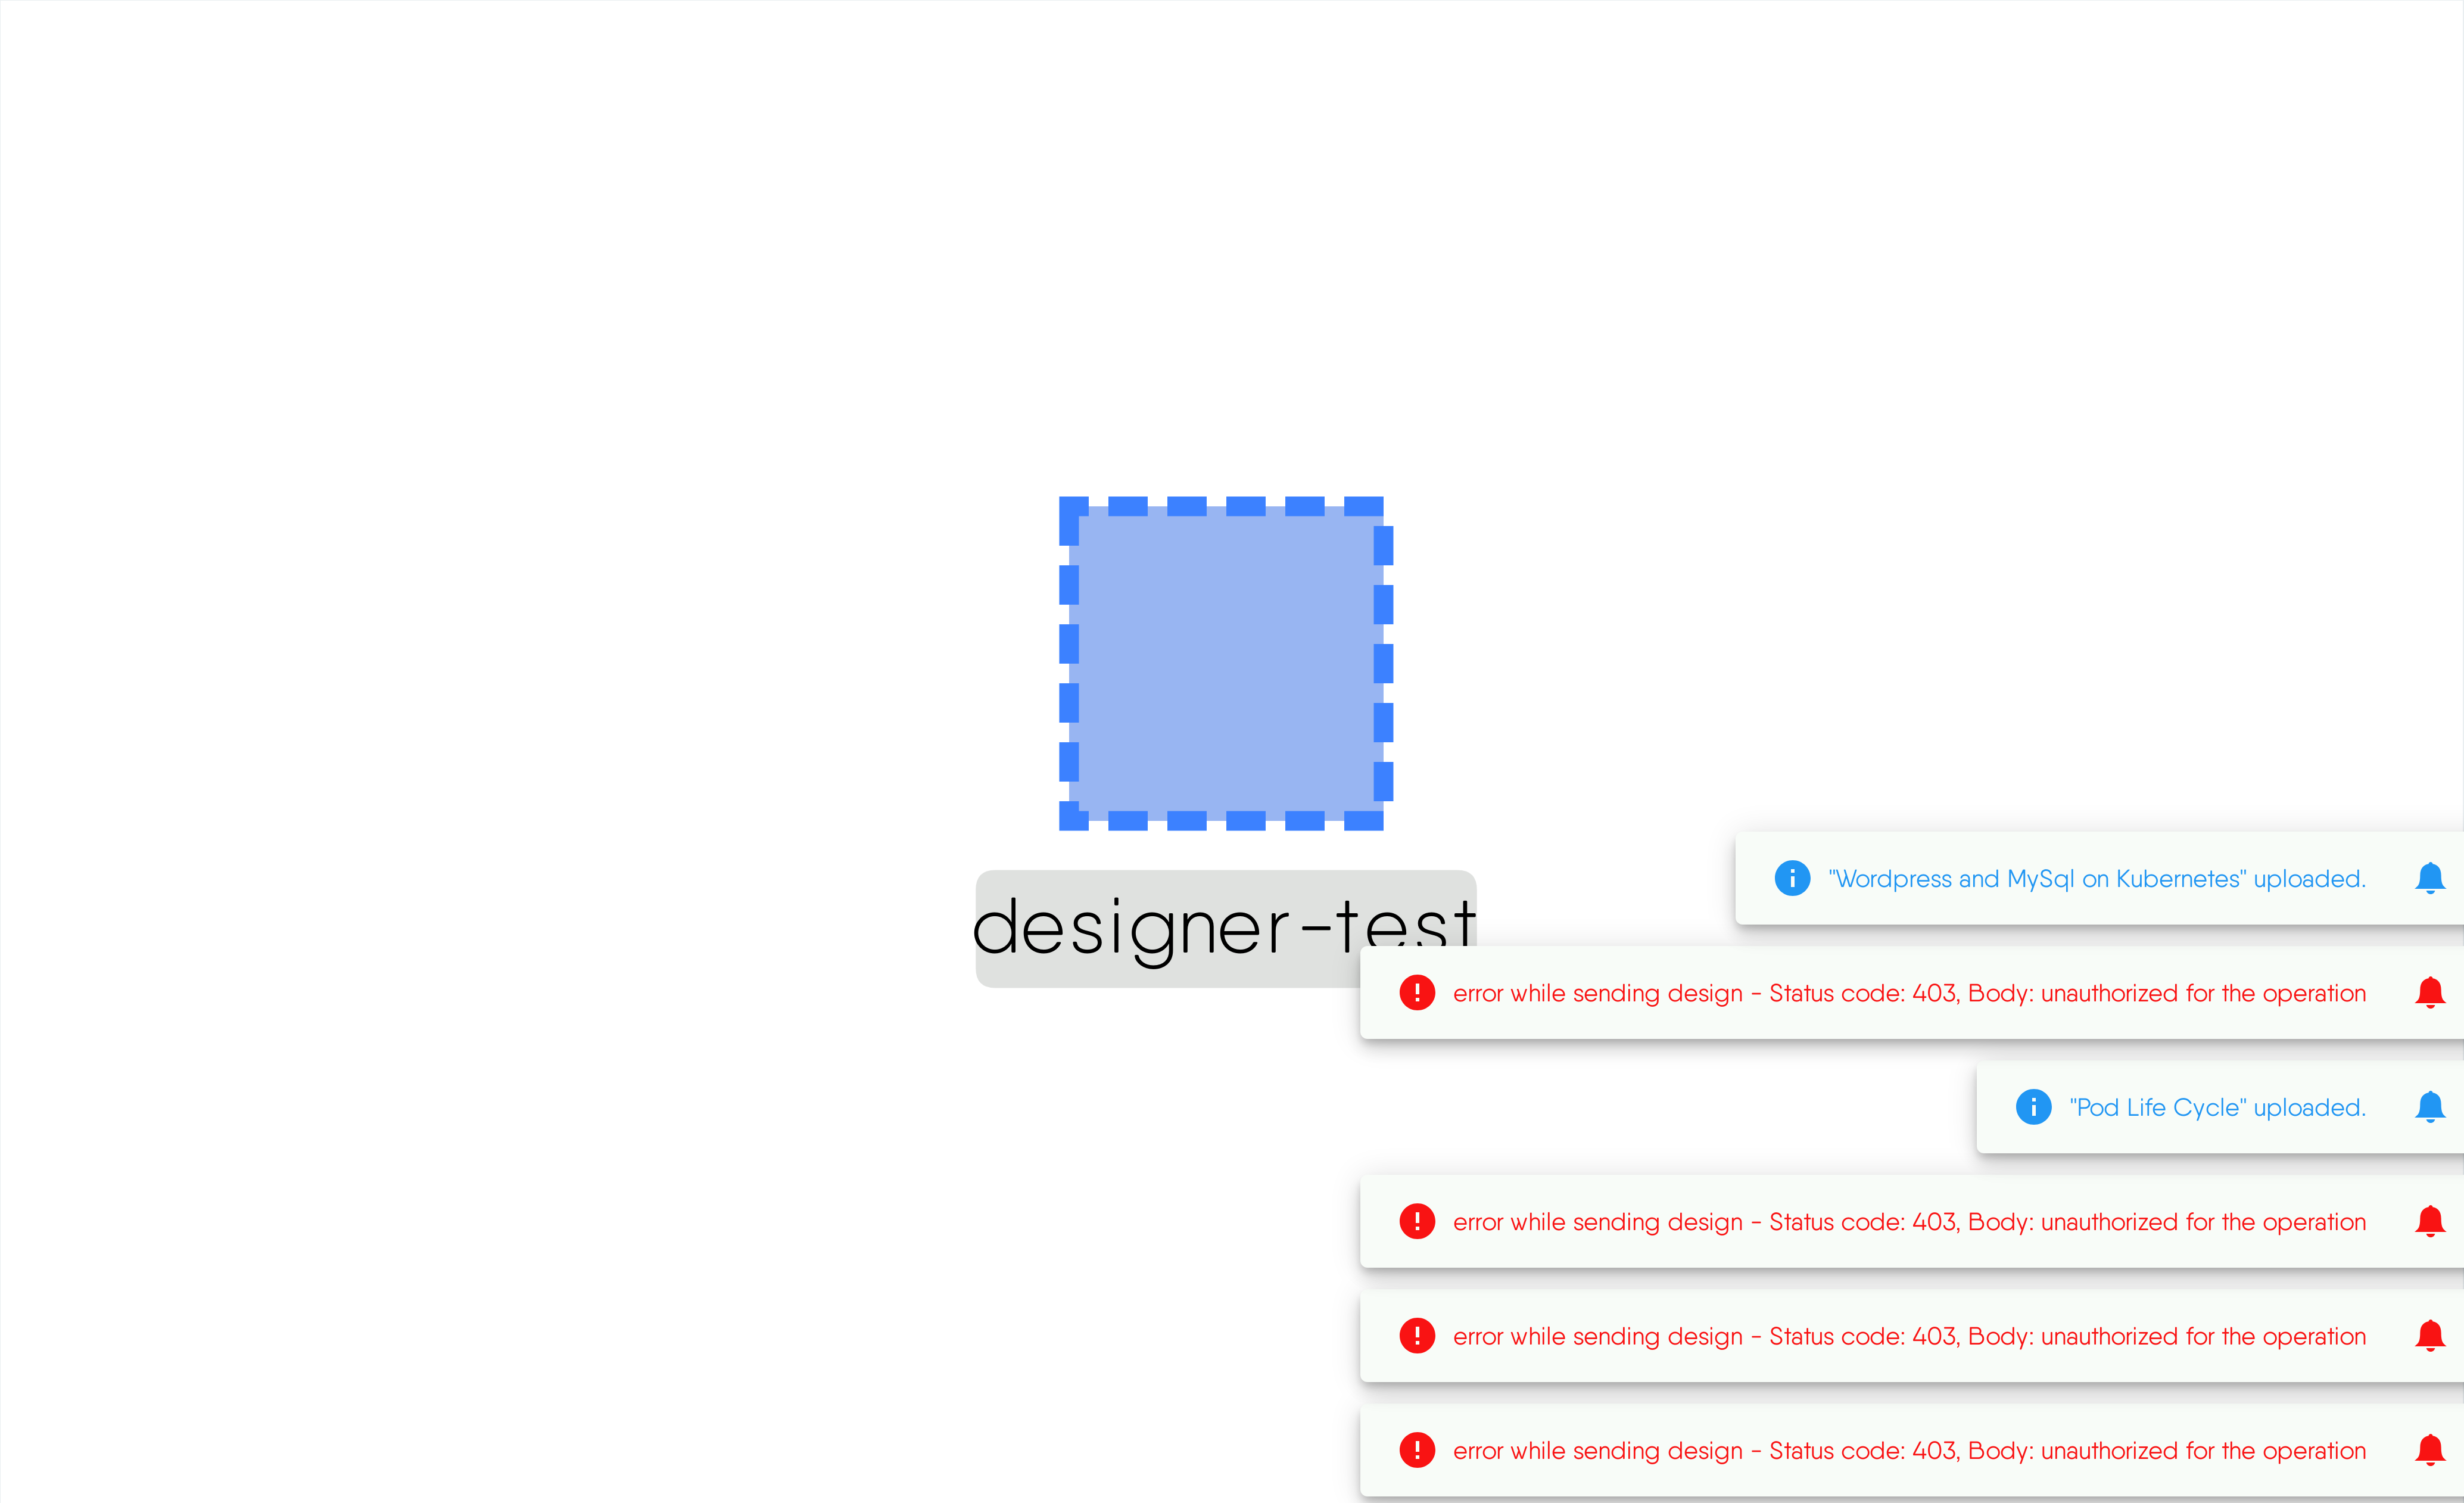 "Wordpress and MySql on Kubernetes" uploaded.
designer-test
error while sending design - Status code: 403, Body: unauthorized for the operation
"Pod Life Cycle" uploaded.
error while sending design - Status code: 403, Body: unauthorized for the operation
error while sending design - Status code: 403, Body: unauthorized for the operation
error while sending design - Status code: 403, Body: unauthorized for the operation